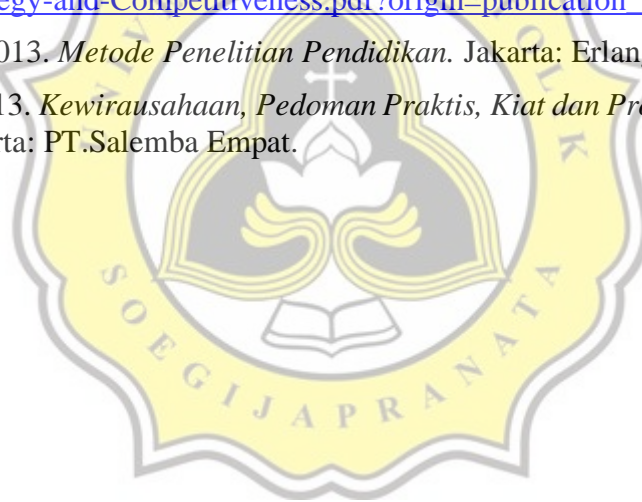 egy-and-Competitiveness.pdf?origin=publication_
013. Metode Penelitian Pendidikan. Jakarta: Erlan
13. Kewirausahaan, Pedoman Praktis, Kiat dan Pr
rta: PT.Salemba Empat.
SOEGIJAPRANATA